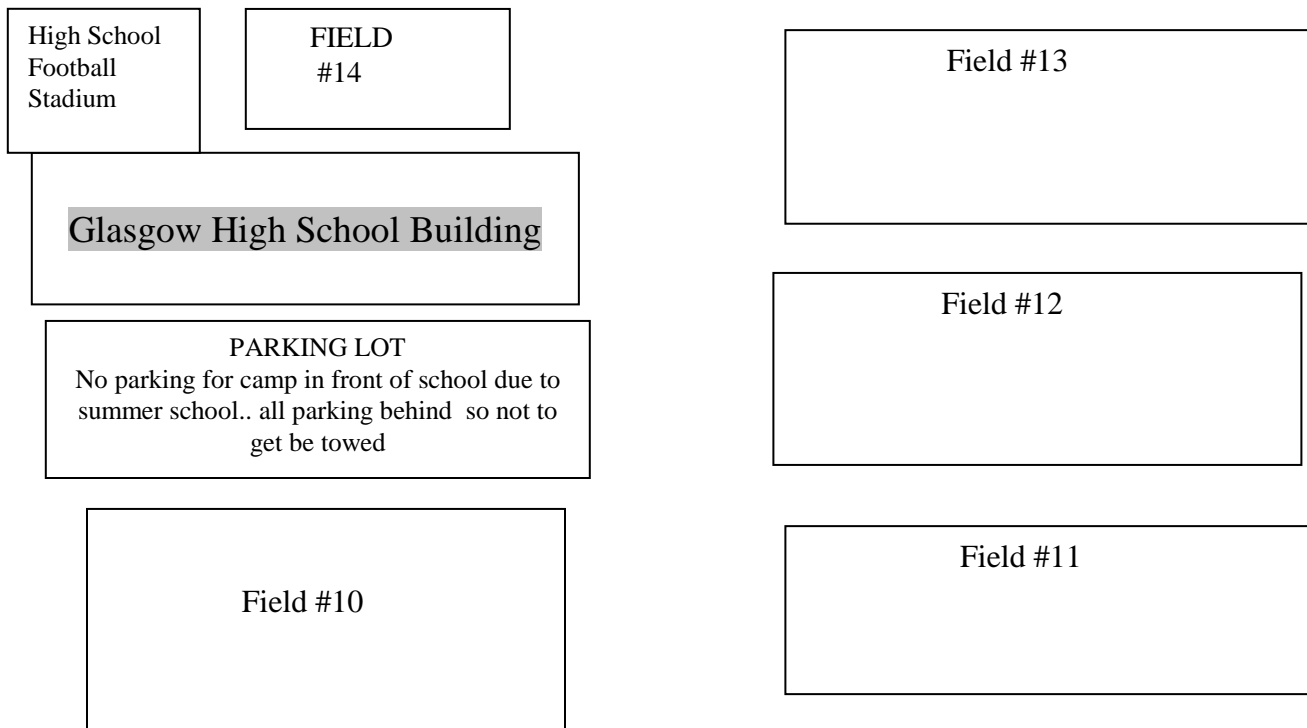 High School
Football
Stadium
FIELD
#14
Field #13
Glasgow High School Building
Field #12
PARKING LOT
No parking for camp in front of school due to
summer school.. all parking behind  so not to
get be towed
Field #11
Field #10